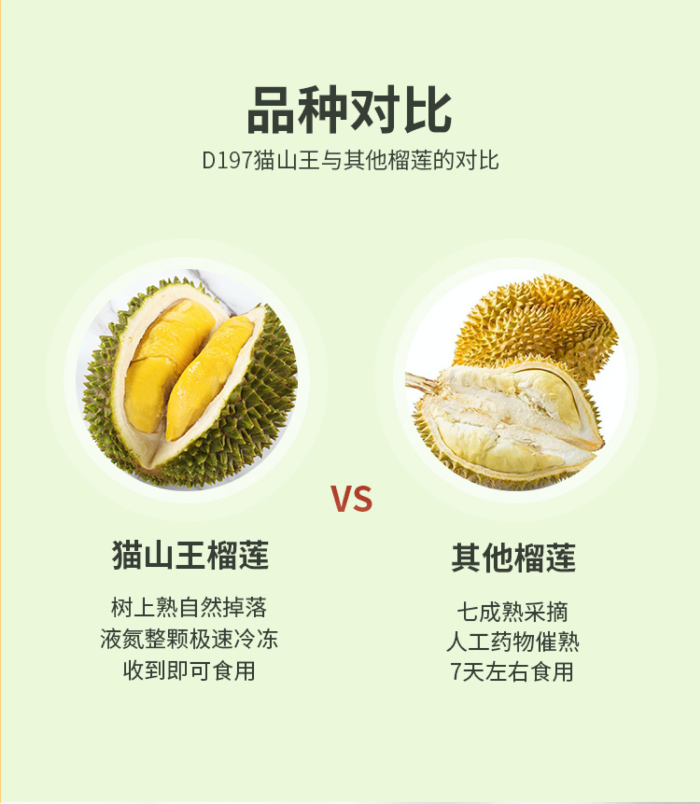 品种对比
D197猫山王与其他榴莲的对比
VS
猫山王榴莲
树上熟自然掉落
液氮整颗极速冷冻
收到即可食用
其他榴莲
七成熟采摘
人工药物催熟
7天左右食用